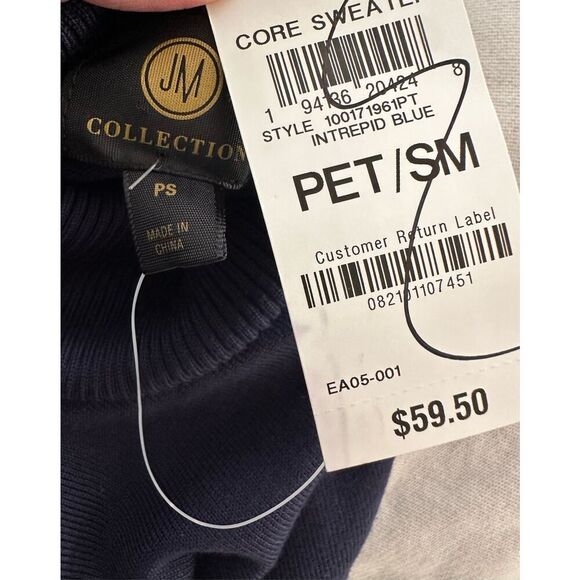 JM
COLLECTION
PS
MADE IN
CHINA
CORE SWEATE
1 94136 20424 8
STYLE 100171961PT
INTREPID BLUE
PET/SM
Customer Return Label
082101107451
EA05-001
$59.50